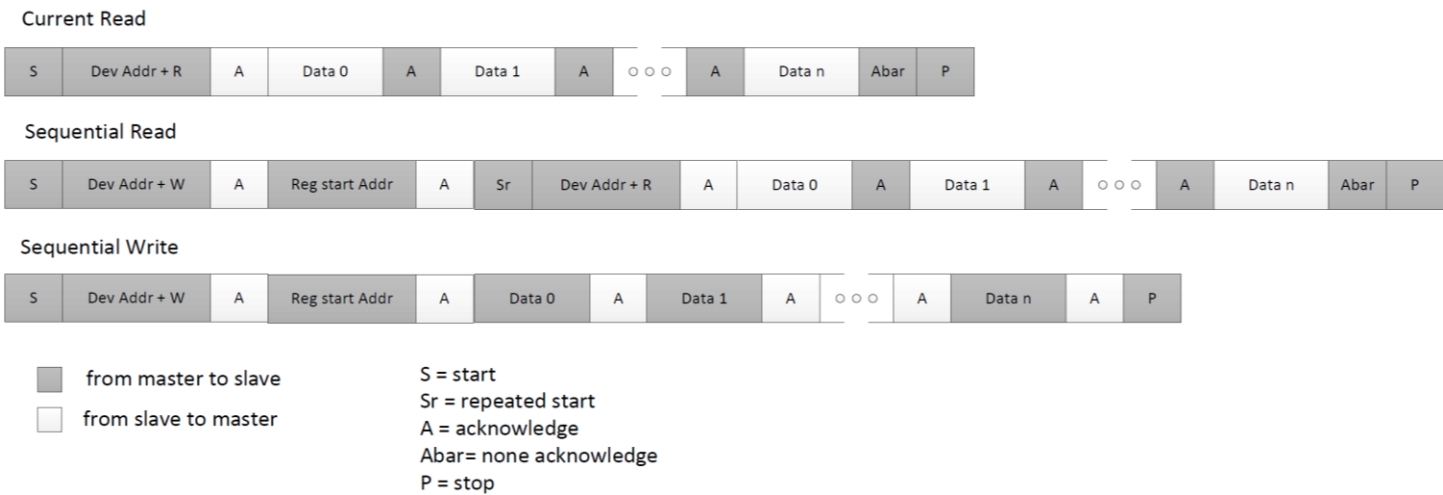 Current Read
S Dev Addr + R A Data 0 A Data 1 A A Data n Abar P
Sequential Read
S Dev Addr + W A Reg start Addr A Sr Dev Addr + R A Data 0 A Data 1 A A Data n Abar P
Sequential Write
S Dev Addr + W A Reg start Addr A Data 0 A Data 1 A A Data n A P
from master to slave
from slave to master
S = start
Sr = repeated start
A = acknowledge
Abar= none acknowledge
P = stop